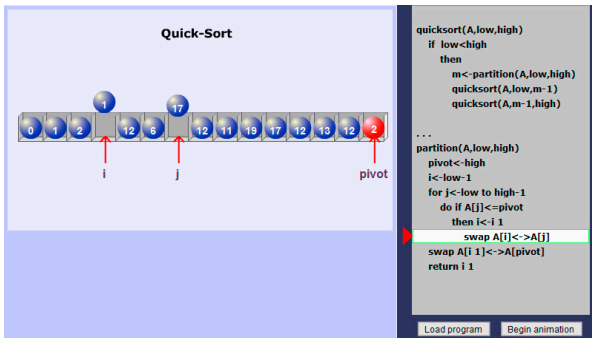 Quick-Sort
1
17
0 1 2 12 6 12 11 19 17 12 13 12 2
i j pivot
quicksort(A,low,high)
if low<high
then
m<-partition(A,low,high)
quicksort(A,low,m-1)
quicksort(A,m-1,high)
...
partition(A,low,high)
pivot<-high
i<-low-1
for j<-low to high-1
do if A[j]<=pivot
then i<-i 1
swap A[i]<->A[j]
swap A[i 1]<->A[pivot]
return i 1
Load program Begin animation